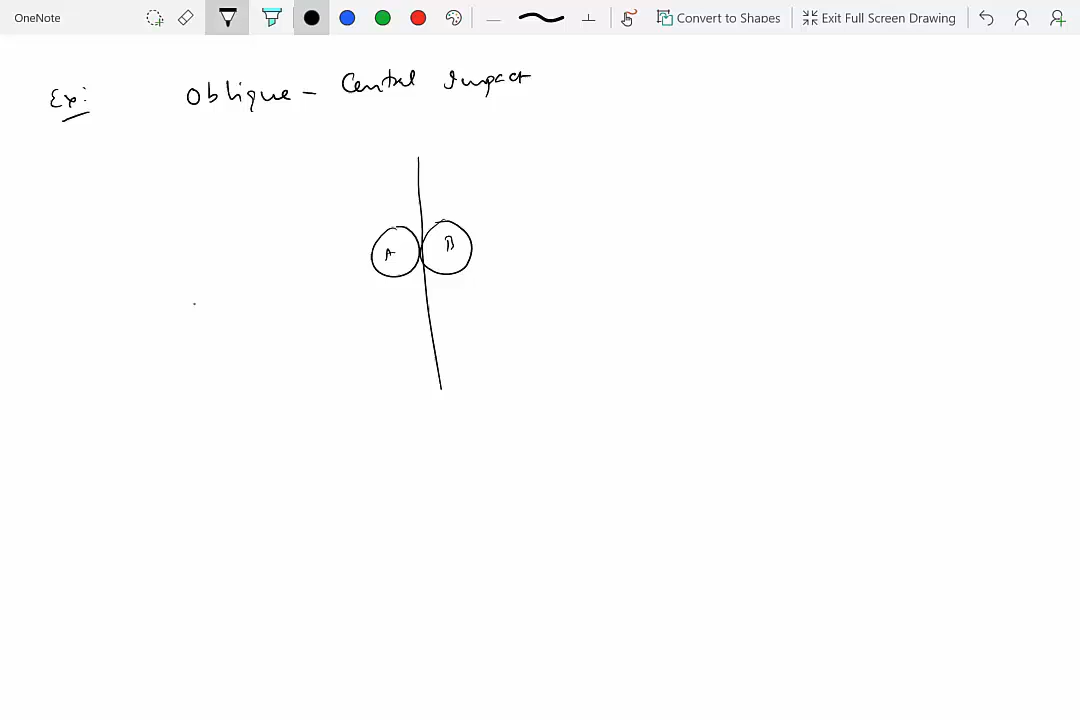 OneNote
Convert to Shapes
Exit Full Screen Drawing
Ex: Oblique - Central Impact
A B